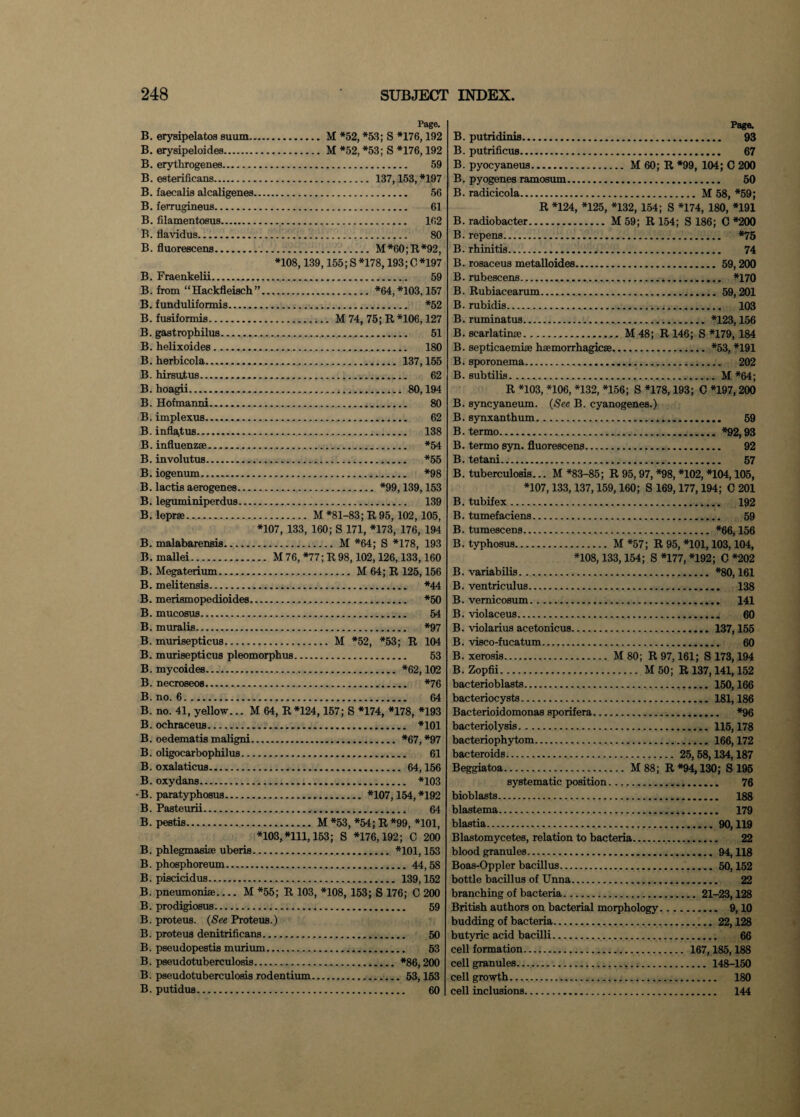 248 SUBJECT INDEX.
Page.
B. erysipelatos suum.............. M *52, *53; S *176, 192
B. erysipeloides................... M *52, *53; S *176, 192
B. erythrogenes................... 59
B. esterificans................... 137, 153, *197
B. faecalis alcaligenes................... 56
B. ferrugineus................... 61
B. filamentosus................... 162
B. flavidus................... 80
B. fluorescens................... M *60; R *92,
*108, 139, 155; S *178, 193; C *197
B. Fraenkelii................... 59
B. from “Hackfleisch”................... *64, *103, 157
B. funduliformis................... *52
B. fusiformis................... M 74, 75; R *106, 127
B. gastrophilus................... 51
B. helixoides................... 180
B. herbicola................... 137, 155
B. hirsutus................... 62
B. hoagii................... 80, 194
B. Hofmanni................... 80
B. implexus................... 62
B. inflatus................... 138
B. influenzæ................... *54
B. involutus................... *55
B. iogenum................... *98
B. lactis aerogenes................... *99, 139, 153
B. leguminiperdus................... 139
B. lepræ................... M *81-83; R 95, 102, 105,
*107, 133, 160; S 171, *173, 176, 194
B. malabarensis................... M *64; S *178, 193
B. mallei................... M 76, *77; R 98, 102, 126, 133, 160
B. Megaterium................... M 64; R 125, 156
B. melitensis................... *44
B. merismopedioides................... *50
B. mucosus................... 54
B. muralis................... *97
B. murisepticus................... M *52, *53; R 104
B. murisepticus pleomorphus................... 53
B. mycoides................... *62, 102
B. necroseos................... *76
B. no. 6................... 64
B. no. 41, yellow... M 64, R *124, 157; S *174, *178, *193
B. ochraceus................... *101
B. oedematis maligni................... *67, *97
B. oligocarbophilus................... 61
B. oxalaticus................... 64, 156
B. oxydans................... *103
B. paratyphosus................... *107, 154, *192
B. Pasteurii................... 64
B. pestis................... M *53, *54; R *99, *101,
*103, *111, 153; S *176, 192; C 200
B. phlegmasiæ uberis................... *101, 153
B. phosphoreum................... 44, 58
B. piscicidus................... 139, 152
B. pneumoniæ.... M *55; R 103, *108, 153; S 176; C 200
B. prodigiosus................... 59
B. proteus. (See Proteus.)
B. proteus denitrificans................... 50
B. pseudopestis murium................... 53
B. pseudotuberculosis................... *86, 200
B. pseudotuberculosis rodentium................... 53, 153
B. putidus................... 60
Page.
B. putridinis................... 93
B. putrificus................... 67
B. pyocyaneus................... M 60; R *99, 104; C 200
B. pyogenes ramosum................... 50
B. radicicola................... M 58, *59;
R *124, *125, *132, 154; S *174, 180, *191
B. radiobacter................... M 59; R 154; S 186; C *200
B. repens................... *75
B. rhinitis................... 74
B. rosaceus metalloides................... 59, 200
B. rubescens................... *170
B. Rubiacearum................... 59, 201
B. rubidis................... 103
B. ruminatus................... *123, 156
B. scarlatinæ................... M 48; R 146; S *179, 184
B. septicaemiæ hæmorrhagicæ................... *53, *191
B. sporonema................... 202
B. subtilis................... M *64;
R *103, *106, *132, *156; S *178, 193; C *197, 200
B. syncyaneum. (See B. cyanogenes.)
B. synxanthum................... 59
B. termo................... *92, 93
B. termo syn. fluorescens................... 92
B. tetani................... 57
B. tuberculosis... M *83-85; R 95, 97, *98, *102, *104, 105,
*107, 133, 137, 159, 160; S 169, 177, 194; C 201
B. tubifex................... 192
B. tumefaciens................... 59
B. tumescens................... *66, 156
B. typhosus................... M *57; R 95, *101, 103, 104,
*108, 133, 154; S *177, *192; C *202
B. variabilis................... *80, 161
B. ventriculus................... 138
B. vernicosum................... 141
B. violaceus................... 60
B. violarius acetonicus................... 137, 155
B. visco-fucatum................... 60
B. xerosis................... M 80; R 97, 161; S 173, 194
B. Zopfii................... M 50; R 137, 141, 152
bacterioblasts................... 150, 166
bacteriocysts................... 181, 186
Bacterioidomonas sporifera................... *96
bacteriolysis................... 115, 178
bacteriophytom................... 166, 172
bacteroids................... 25, 58, 134, 187
Beggiatoa................... M 88; R *94, 130; S 195
systematic position................... 76
bioblasts................... 188
blastema................... 179
blastia................... 90, 119
Blastomycetes, relation to bacteria................... 22
blood granules................... 94, 118
Boas-Oppler bacillus................... 50, 152
bottle bacillus of Unna................... 22
branching of bacteria................... 21-23, 128
British authors on bacterial morphology................... 9, 10
budding of bacteria................... 22, 128
butyric acid bacilli................... 66
cell formation................... 167, 185, 188
cell granules................... 148-150
cell growth................... 180
cell inclusions................... 144